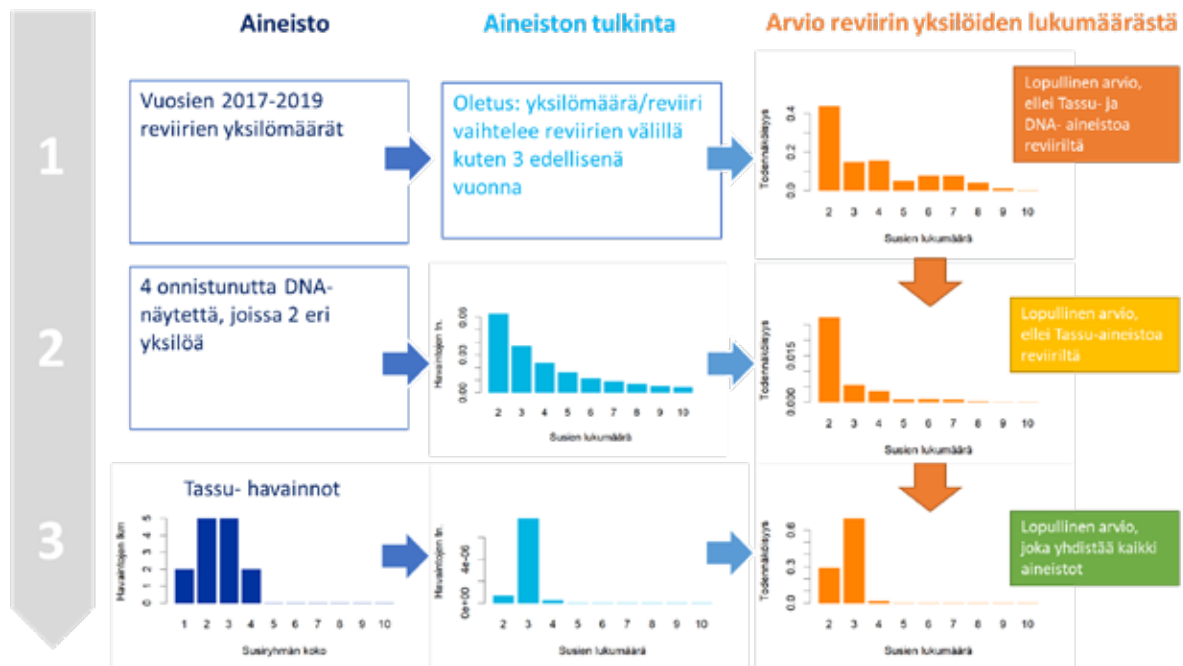 Aineisto
Aineiston tulkinta
Arvio reviirin yksilöiden lukumäärästä
1
Vuosien 2017-2019
reviirien yksilömäärät
Oletus: yksilömäärä/reviiri
vaihtelee reviirien välillä
kuten 3 edellisenä
vuonna
Todennäköisyys
0.0
0.2
0.4
2 3 4 5 6 7 8 9 10
Susien lukumäärä
Lopullinen arvio,
ellei Tassu- ja
DNA- aineistoa
reviiriltä
2
4 onnistunutta DNA-
näytettä, joissa 2 eri
yksilöä
Havaintojen tn.
0.00
0.03
0.06
2 3 4 5 6 7 8 9 10
Susien lukumäärä
Todennäköisyys
0.000
0.015
2 3 4 5 6 7 8 9 10
Susien lukumäärä
Lopullinen arvio,
ellei Tassu-aineistoa
reviiriltä
3
Tassu- havainnot
Havaintojen lkm
0 1 2 3 4 5
1 2 3 4 5 6 7 8 9 10
Susiryhmän koko
Havaintojen tn.
0e+00
4e-06
2 3 4 5 6 7 8 9 10
Susien lukumäärä
Todennäköisyys
0.0
0.3
0.6
2 3 4 5 6 7 8 9 10
Susien lukumäärä
Lopullinen arvio,
joka yhdistää kaikki
aineistot